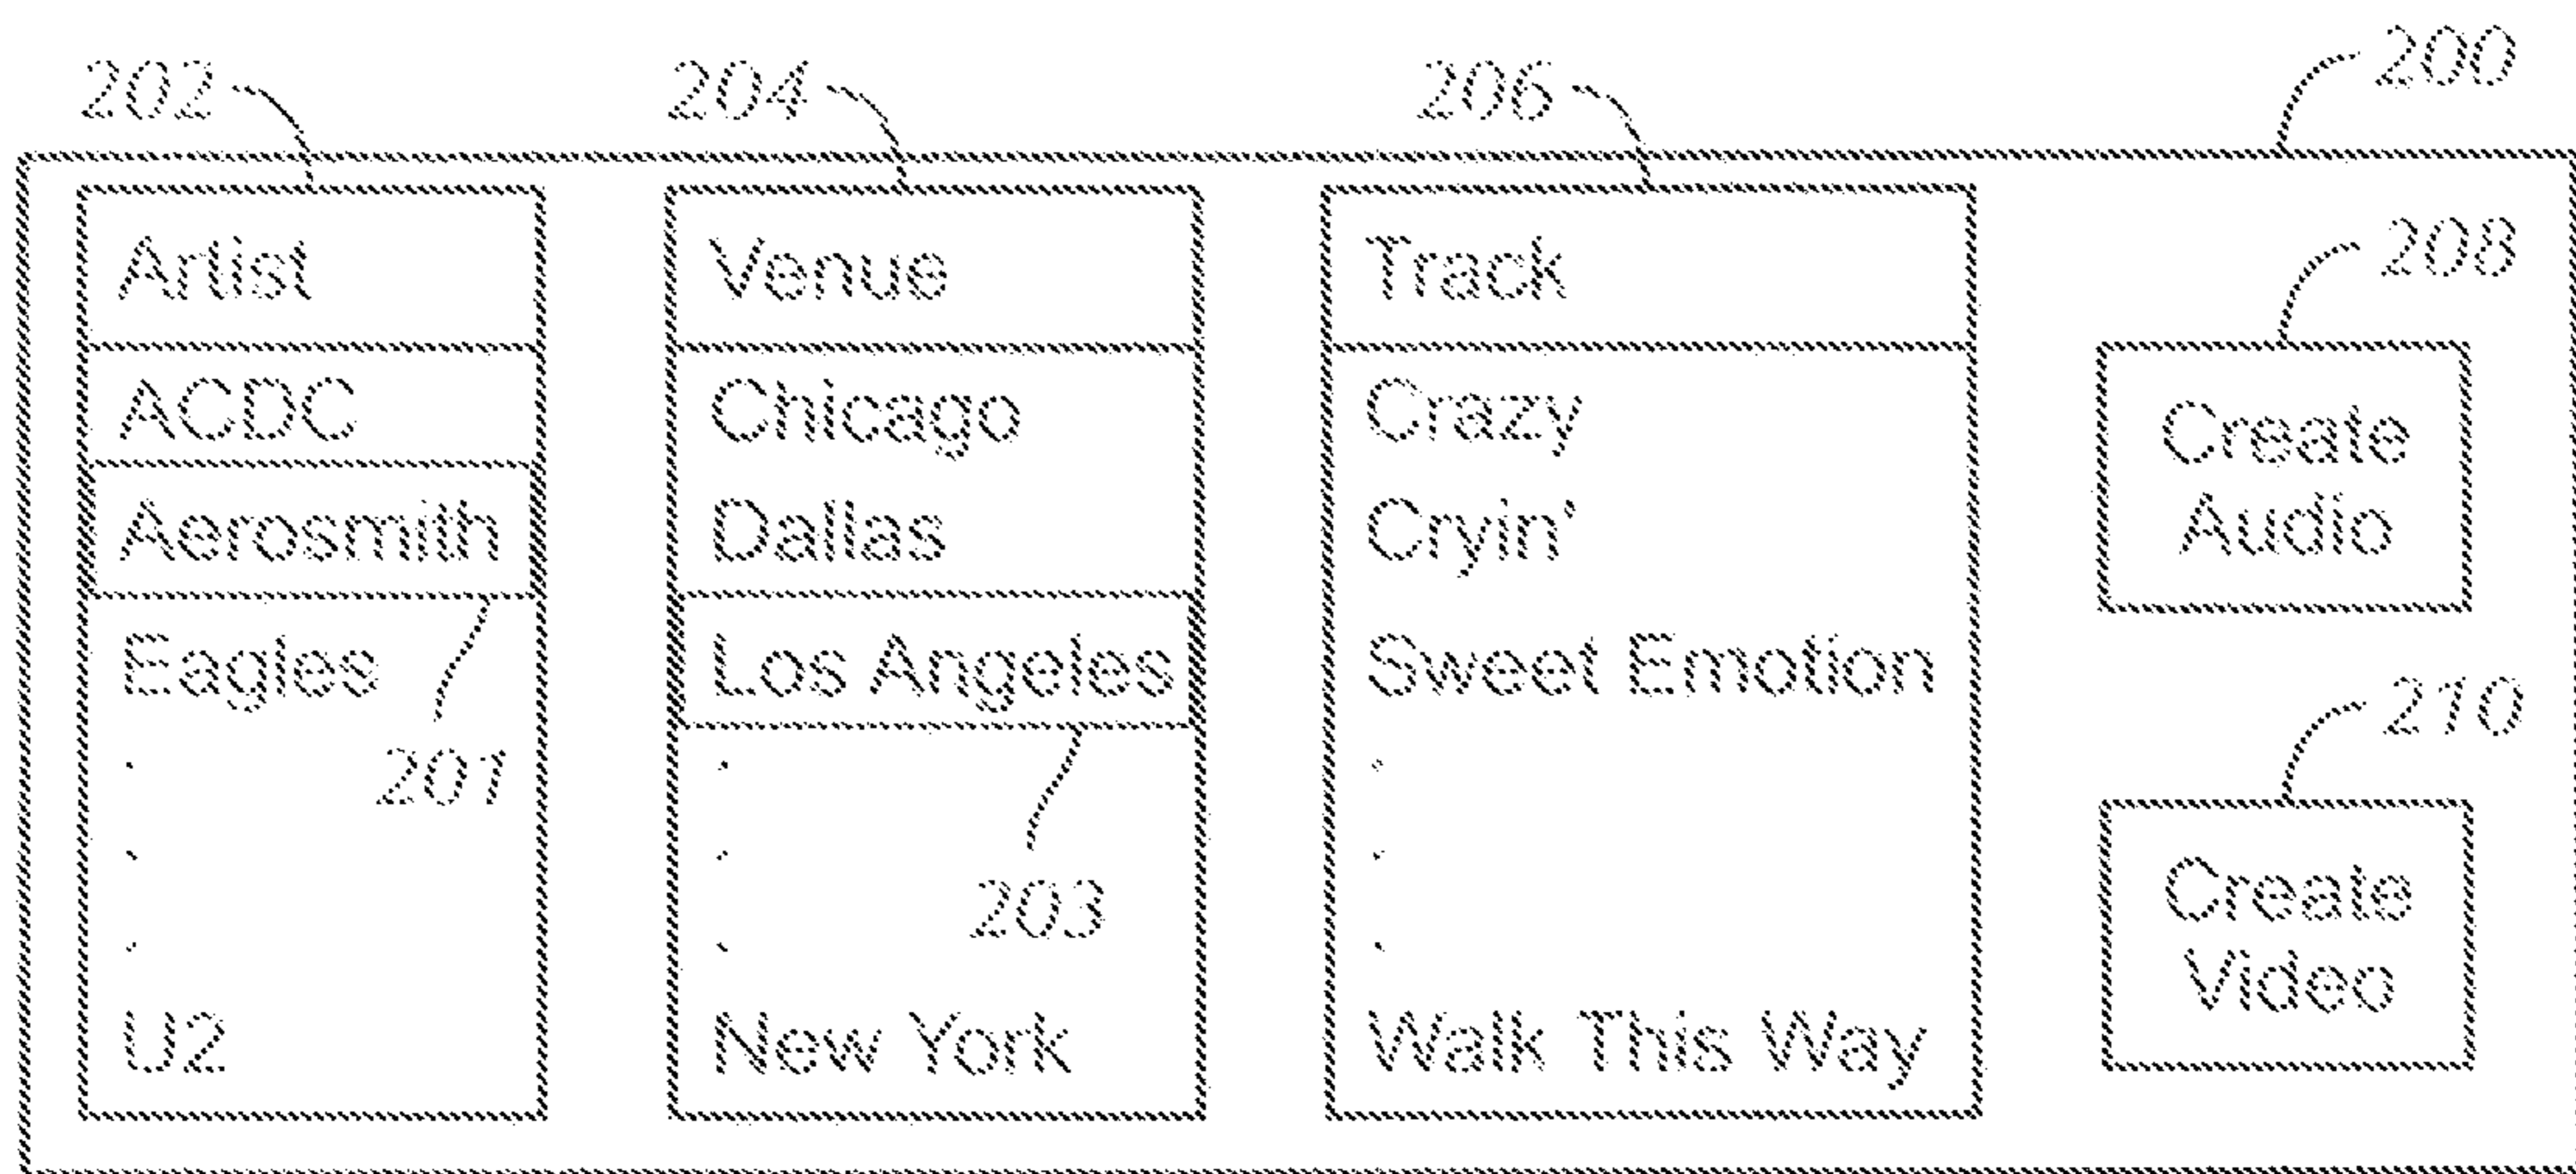 200
202
204
206
Artist
ACDC
Aerosmith
Eagles
.
.
.
U2
201
Venue
Chicago
Dallas
Los Angeles
.
.
.
New York
203
Track
Crazy
Cryin'
Sweet Emotion
.
.
.
Walk This Way
208
Create
Audio
210
Create
Video